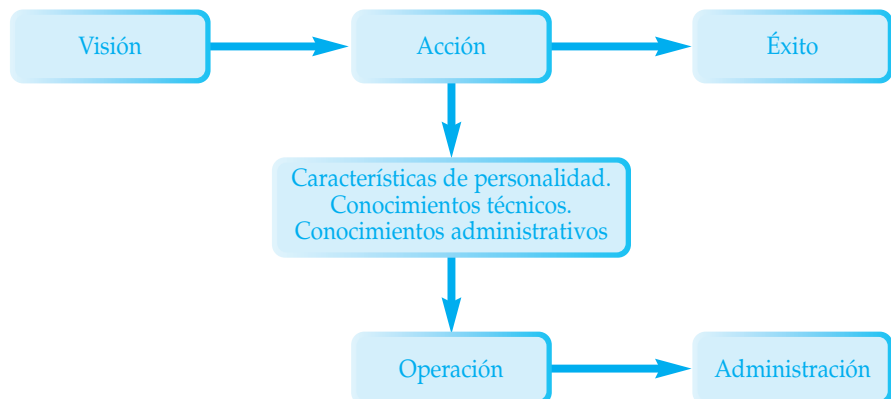 Visión
Acción
Éxito
Características de personalidad.
Conocimientos técnicos.
Conocimientos administrativos
Operación
Administración